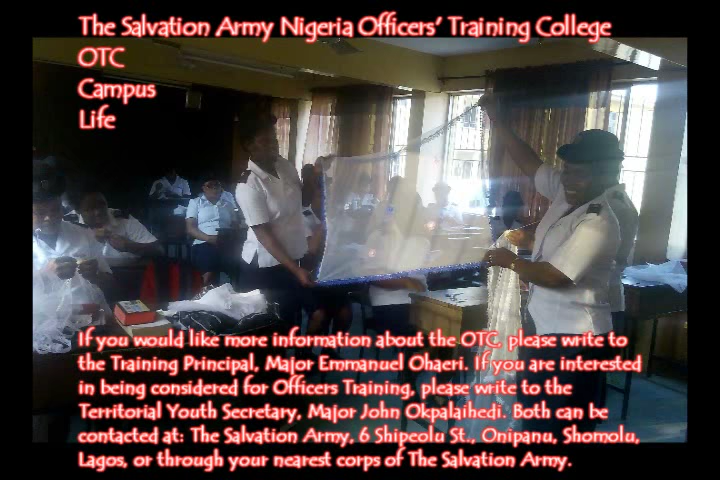 The Salvation Army Nigeria Officers' Training College
OTC
Campus
Life
If you would like more information about the OTC, please write to
the Training Principal, Major Emmanuel Ohaeri. If you are interested
in being considered for Officers Training, please write to the
Territorial Youth Secretary, Major John Okpalaihedi. Both can be
contacted at: The Salvation Army, 6 Shipeolu St., Onipanu, Shomolu,
Lagos, or through your nearest corps of The Salvation Army.